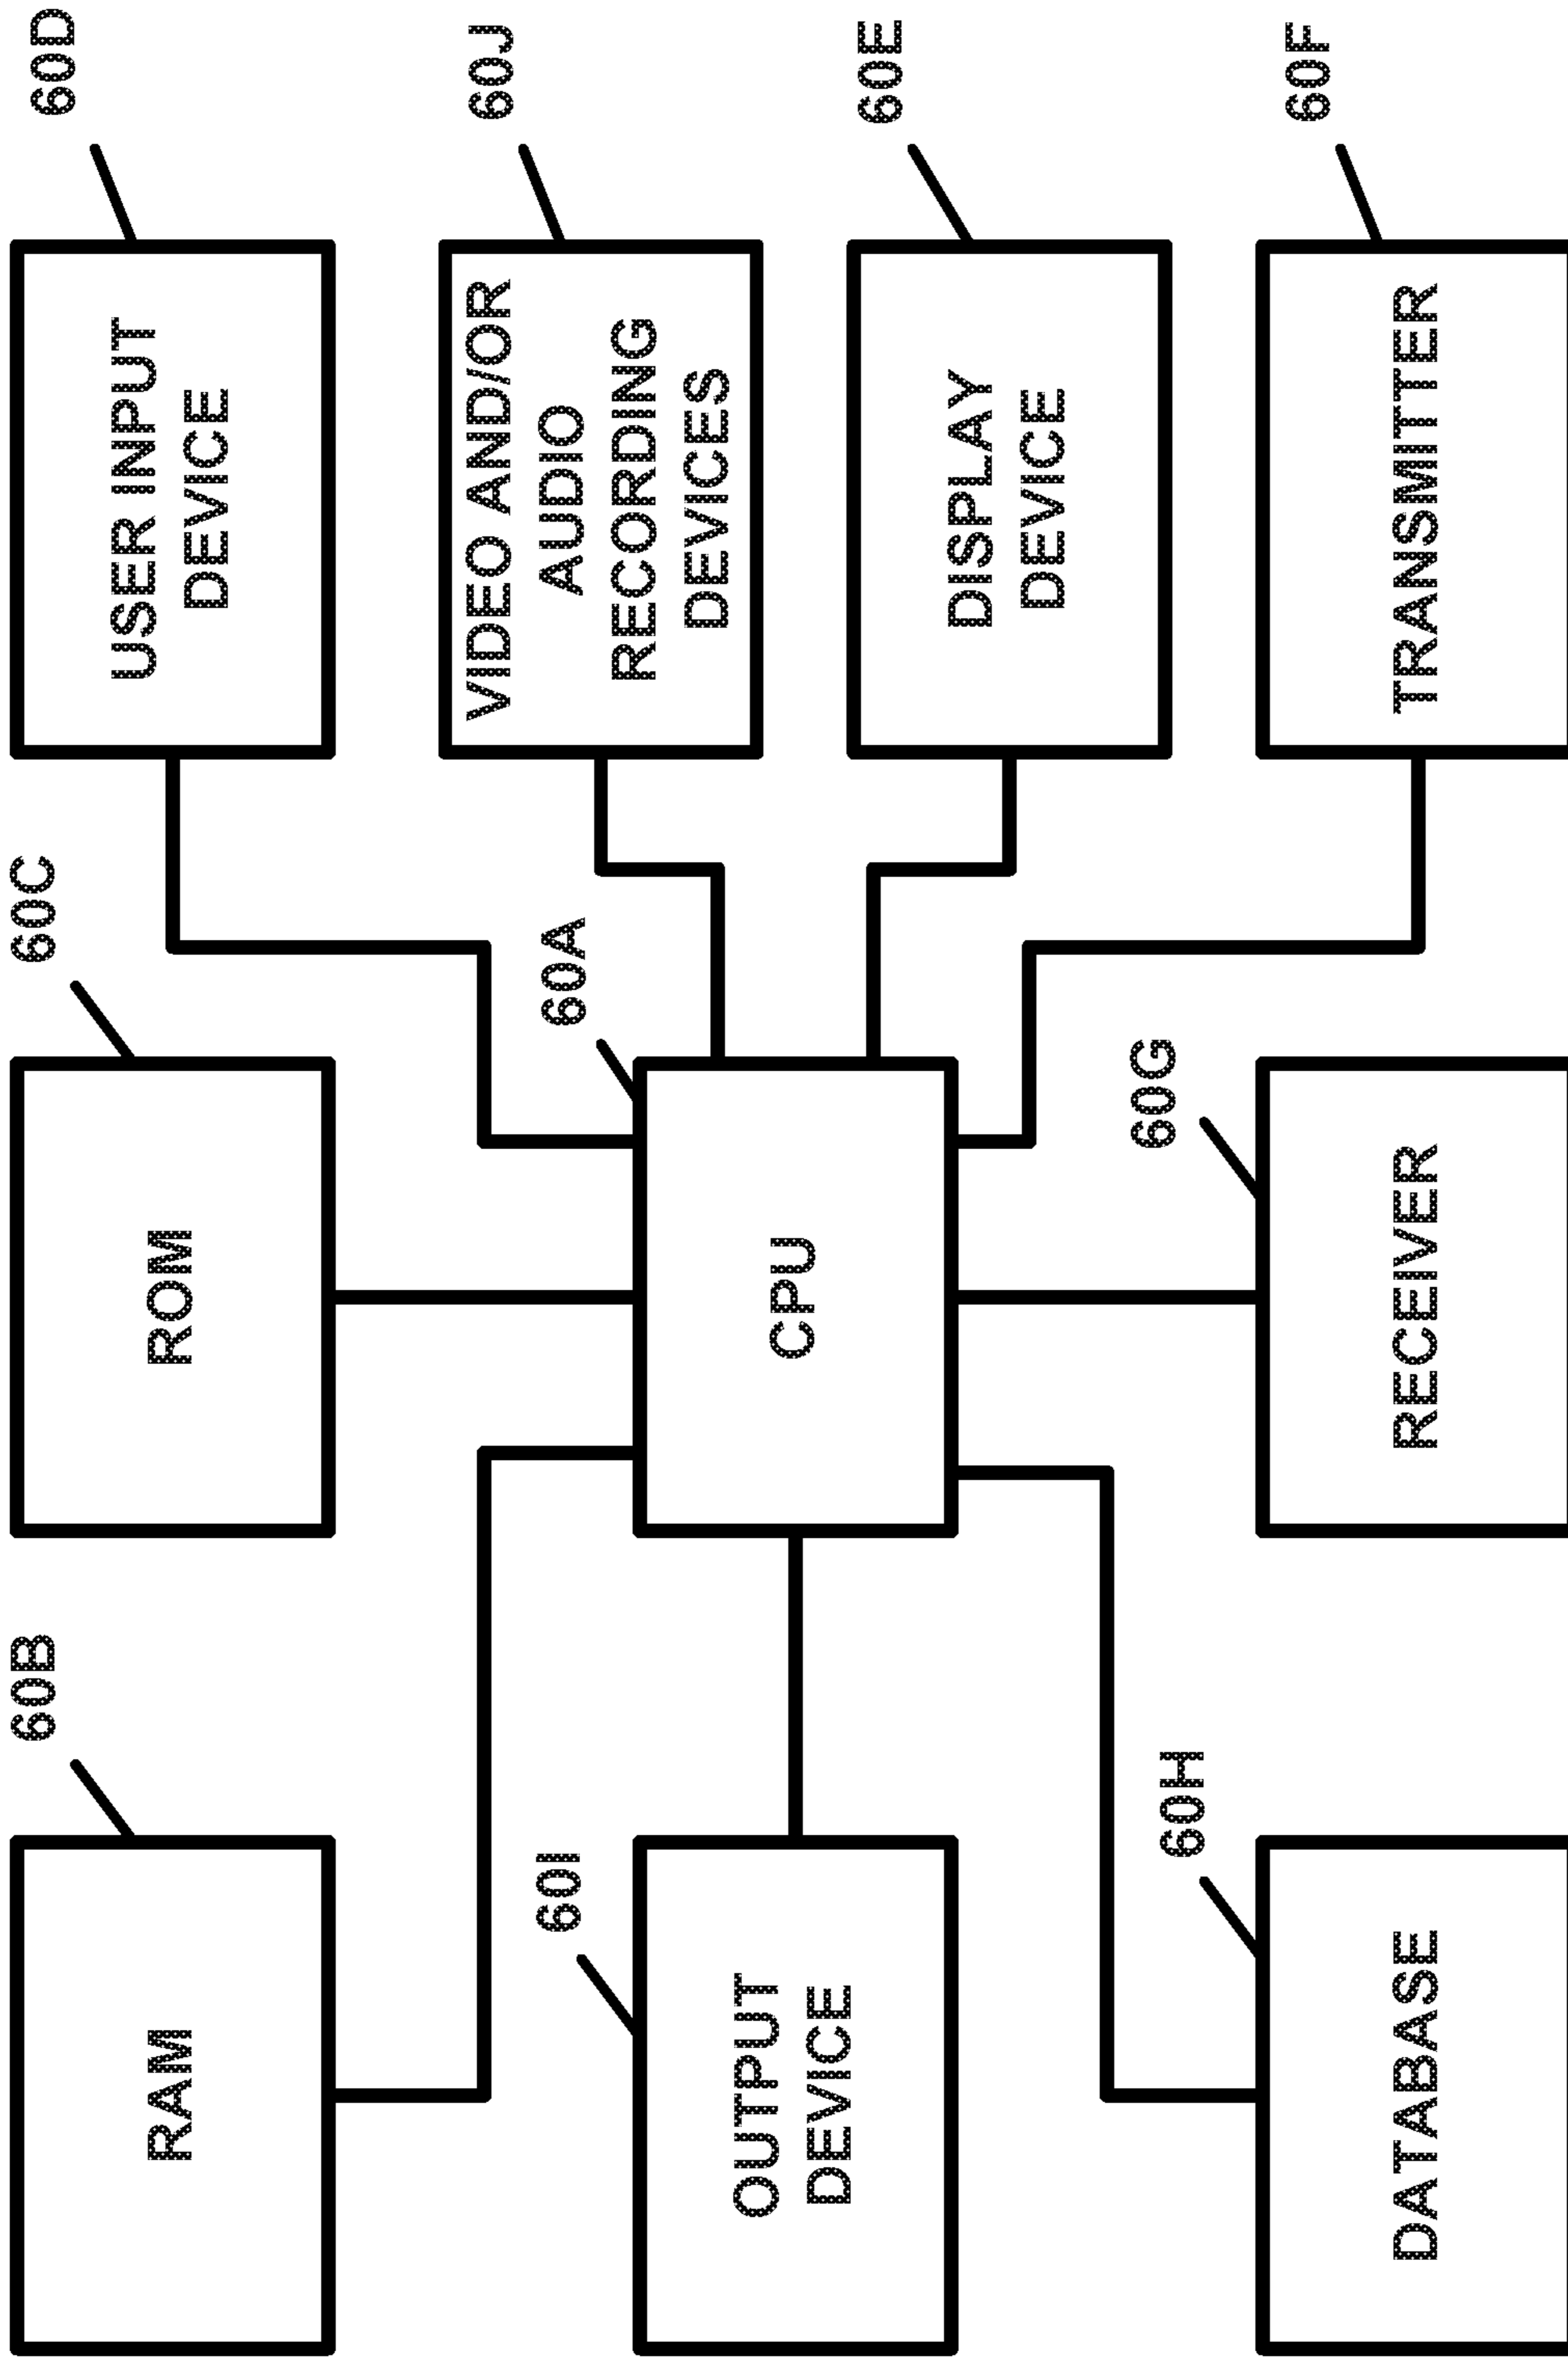 60B
RAM
60C
ROM
60D
USER INPUT
DEVICE
60I
OUTPUT
DEVICE
60A
CPU
60J
VIDEO AND/OR
AUDIO
RECORDING
DEVICES
60E
DISPLAY
DEVICE
60H
DATABASE
60G
RECEIVER
60F
TRANSMITTER